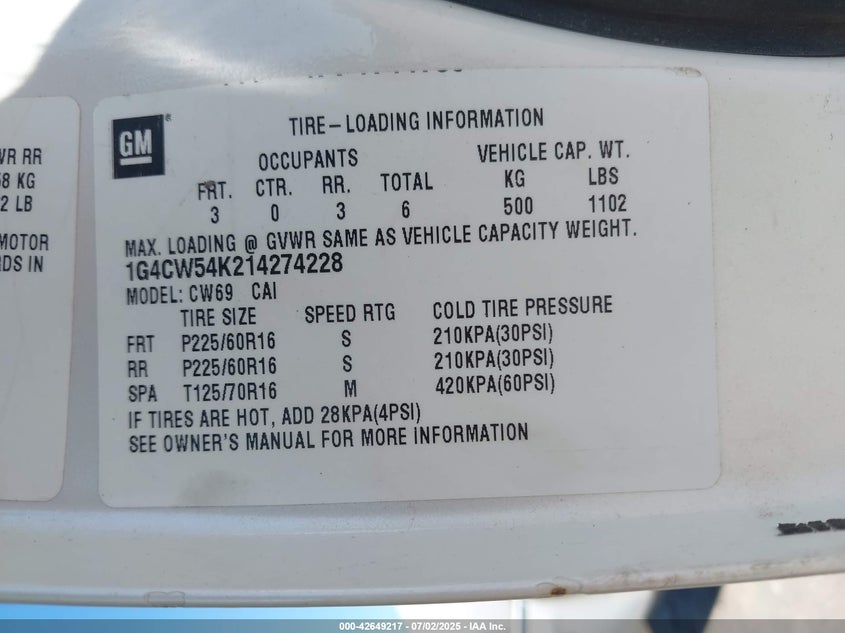 WR RR
58 KG
2 LB
MOTOR
RDS IN
GM
TIRE–LOADING INFORMATION
OCCUPANTS VEHICLE CAP. WT.
FRT. CTR. RR. TOTAL KG LBS
3 0 3 6 500 1102
MAX. LOADING @ GVWR SAME AS VEHICLE CAPACITY WEIGHT.
1G4CW54K214274228
MODEL: CW69 CAI
TIRE SIZE SPEED RTG COLD TIRE PRESSURE
FRT P225/60R16 S 210KPA(30PSI)
RR P225/60R16 S 210KPA(30PSI)
SPA T125/70R16 M 420KPA(60PSI)
IF TIRES ARE HOT, ADD 28KPA(4PSI)
SEE OWNER'S MANUAL FOR MORE INFORMATION
000-42649217 - 07/02/2025 - IAA Inc.